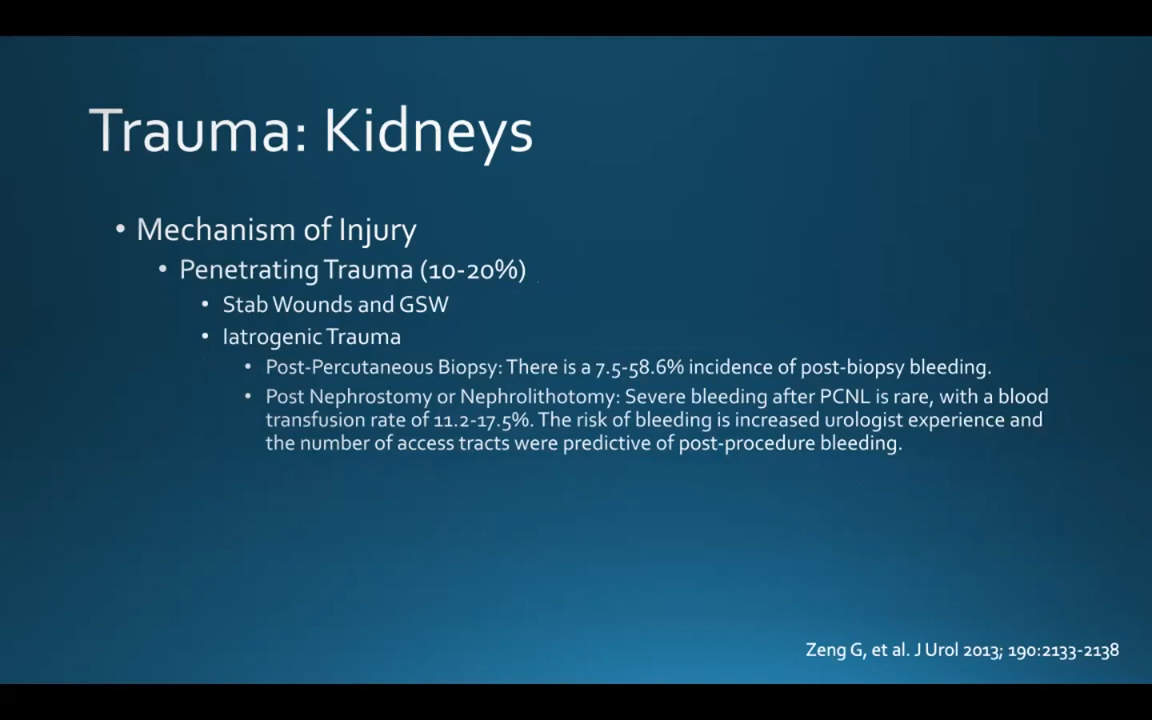 Trauma: Kidneys
• Mechanism of Injury
• Penetrating Trauma (10-20%)
• Stab Wounds and GSW
• Iatrogenic Trauma
• Post-Percutaneous Biopsy: There is a 7.5-58.6% incidence of post-biopsy bleeding.
• Post Nephrostomy or Nephrolithotomy: Severe bleeding after PCNL is rare, with a blood
transfusion rate of 11.2-17.5%. The risk of bleeding is increased urologist experience and
the number of access tracts were predictive of post-procedure bleeding.
Zeng G, et al. J Urol 2013; 190:2133-2138